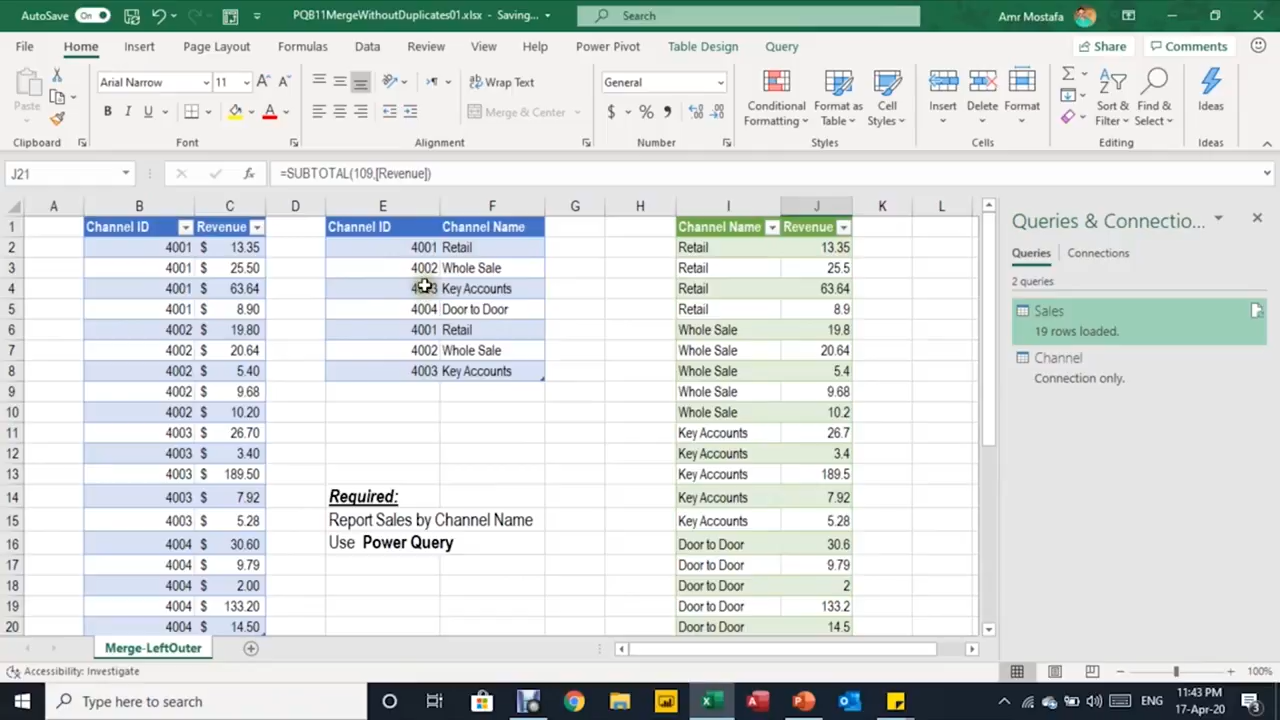 AutoSave On PQB11MergeWithoutDuplicates01.xlsx - Saving... Search Amr Mostafa
File Home Insert Page Layout Formulas Data Review View Help Power Pivot Table Design Query Share Comments
Paste Arial Narrow 11 Wrap Text General Conditional Formatting Format as Table Cell Styles Insert Delete Format Sort & Filter Find & Select Ideas
B I U A Merge & Center $ % ,
Clipboard Font Alignment Number Styles Cells Editing Ideas
J21 fx =SUBTOTAL(109,[Revenue])
A B C D E F G H I J K L
1 Channel ID Revenue Channel ID Channel Name Channel Name Revenue
2 4001 $ 13.35 4001 Retail Retail 13.35
3 4001 $ 25.50 4002 Whole Sale Retail 25.5
4 4001 $ 63.64 Key Accounts Retail 63.64
5 4001 $ 8.90 4004 Door to Door Retail 8.9
6 4002 $ 19.80 4001 Retail Whole Sale 19.8
7 4002 $ 20.64 4002 Whole Sale Whole Sale 20.64
8 4002 $ 5.40 4003 Key Accounts Whole Sale 5.4
9 4002 $ 9.68 Whole Sale 9.68
10 4002 $ 10.20 Whole Sale 10.2
11 4003 $ 26.70 Key Accounts 26.7
12 4003 $ 3.40 Key Accounts 3.4
13 4003 $ 189.50 Key Accounts 189.5
14 4003 $ 7.92 Required: Key Accounts 7.92
15 4003 $ 5.28 Report Sales by Channel Name Key Accounts 5.28
16 4004 $ 30.60 Use Power Query Door to Door 30.6
17 4004 $ 9.79 Door to Door 9.79
18 4004 $ 2.00 Door to Door 2
19 4004 $ 133.20 Door to Door 133.2
20 4004 $ 14.50 Door to Door 14.5
Queries & Connectio...
Queries Connections
2 queries
Sales
19 rows loaded.
Channel
Connection only.
Merge-LeftOuter
Accessibility: Investigate 100%
Type here to search ENG 11:43 PM
17-Apr-20 3